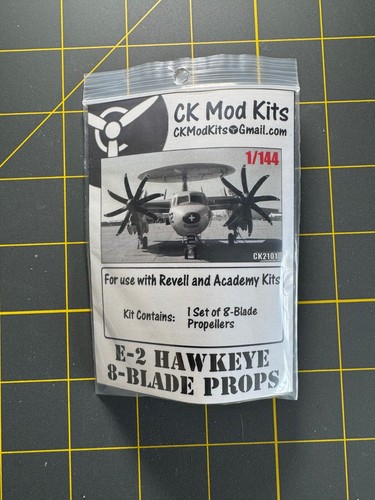 CK Mod Kits
CKModKits@Gmail.com
1/144
CK2101
For use with Revell and Academy Kits
Kit Contains: 1 Set of 8-Blade
Propellers
E-2 HAWKEYE
8-BLADE PROPS